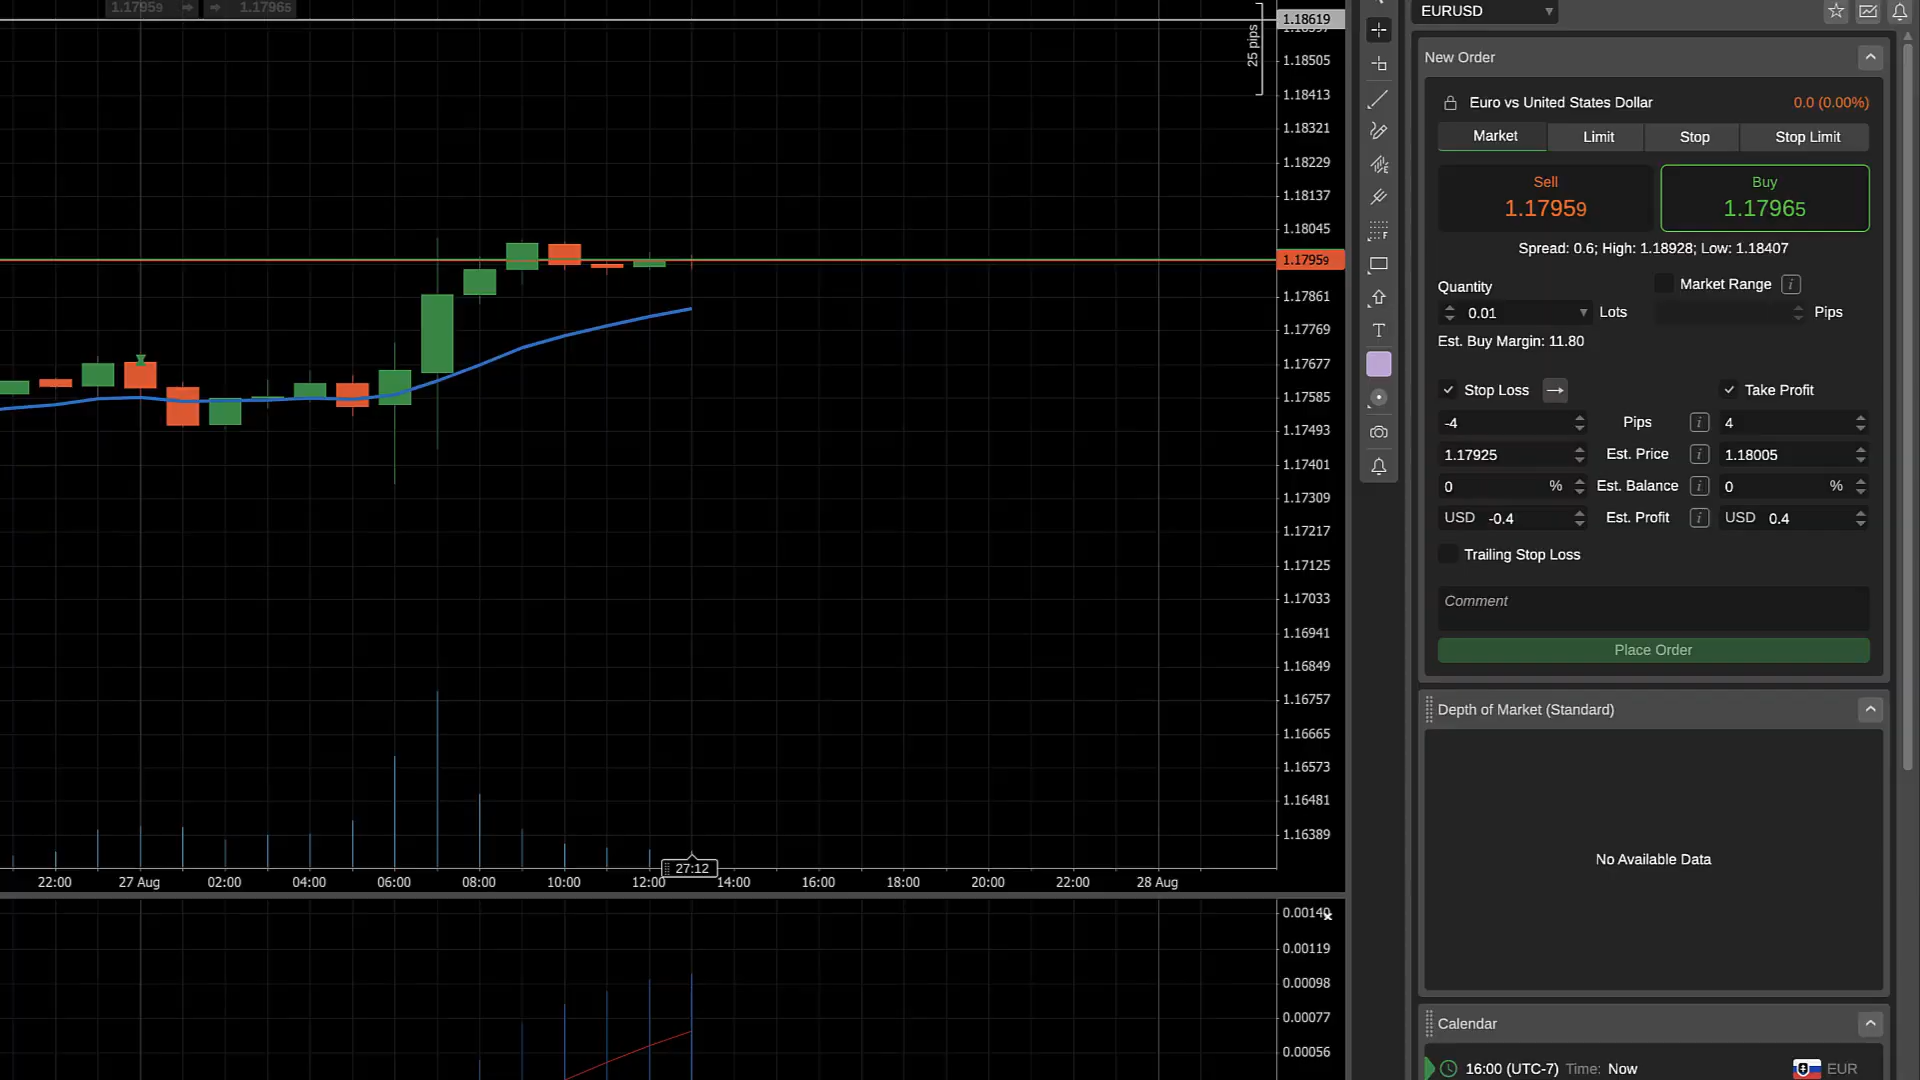 1.17959
1.17965
25 pips
1.18619
1.18597
1.18505
1.18413
1.18321
1.18229
1.18137
1.18045
1.17959
1.17861
1.17769
1.17677
1.17585
1.17493
1.17401
1.17309
1.17217
1.17125
1.17033
1.16941
1.16849
1.16757
1.16665
1.16573
1.16481
1.16389
27:12
22:00 27 Aug 02:00 04:00 06:00 08:00 10:00 12:00 14:00 16:00 18:00 20:00 22:00 28 Aug
0.00140
0.00119
0.00098
0.00077
0.00056
T
EURUSD
New Order
Euro vs United States Dollar 0.0 (0.00%)
Market Limit Stop Stop Limit
Sell
1.17959
Buy
1.17965
Spread: 0.6; High: 1.18928; Low: 1.18407
Quantity
Market Range
0.01 Lots
Pips
Est. Buy Margin: 11.80
Stop Loss
Take Profit
-4 Pips 4
1.17925 Est. Price 1.18005
0 % Est. Balance 0 %
USD -0.4 Est. Profit USD 0.4
Trailing Stop Loss
Comment
Place Order
Depth of Market (Standard)
No Available Data
Calendar
16:00 (UTC-7) Time: Now EUR